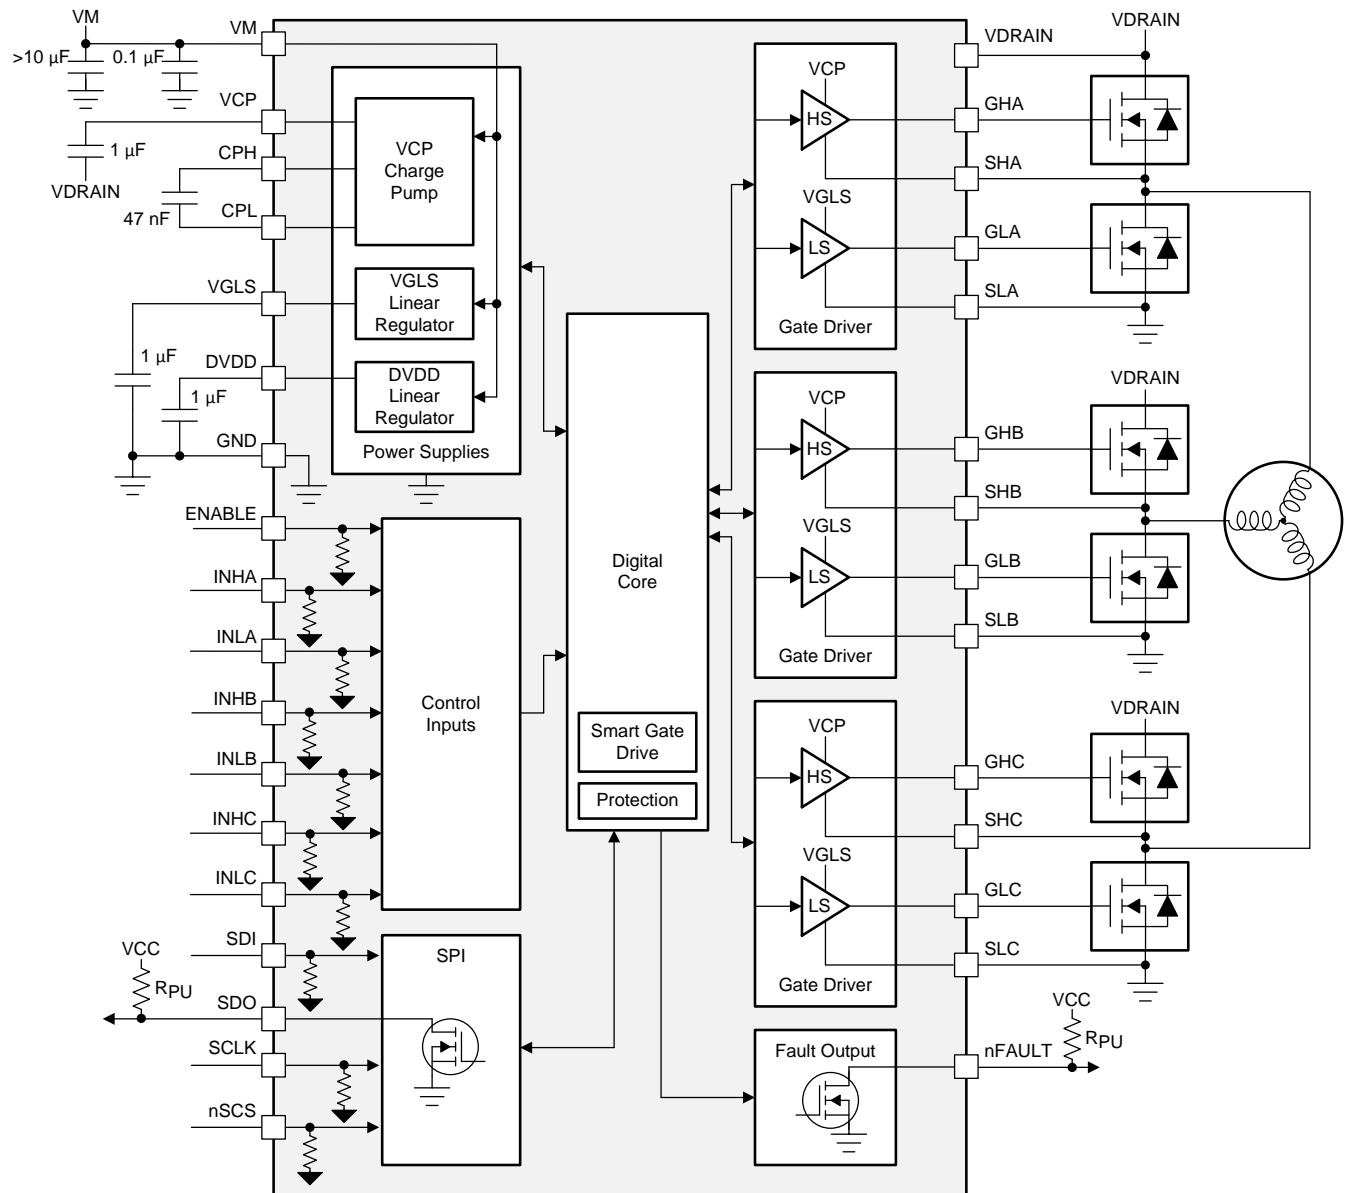 VM
VM
>10 µF
0.1 µF
VCP
1 µF
VDRAIN
CPH
47 nF
CPL
VGLS
1 µF
DVDD
1 µF
GND
VCP
Charge
Pump
VGLS
Linear
Regulator
DVDD
Linear
Regulator
Power Supplies
ENABLE
INHA
INLA
INHB
INLB
INHC
INLC
Control
Inputs
SDI
VCC
RPU
SDO
SCLK
nSCS
SPI
Digital
Core
Smart Gate
Drive
Protection
VCP
HS
VGLS
LS
Gate Driver
VCP
HS
VGLS
LS
Gate Driver
VCP
HS
VGLS
LS
Gate Driver
Fault Output
VDRAIN
VDRAIN
GHA
SHA
GLA
SLA
VDRAIN
GHB
SHB
GLB
SLB
VDRAIN
GHC
SHC
GLC
SLC
VCC
RPU
nFAULT